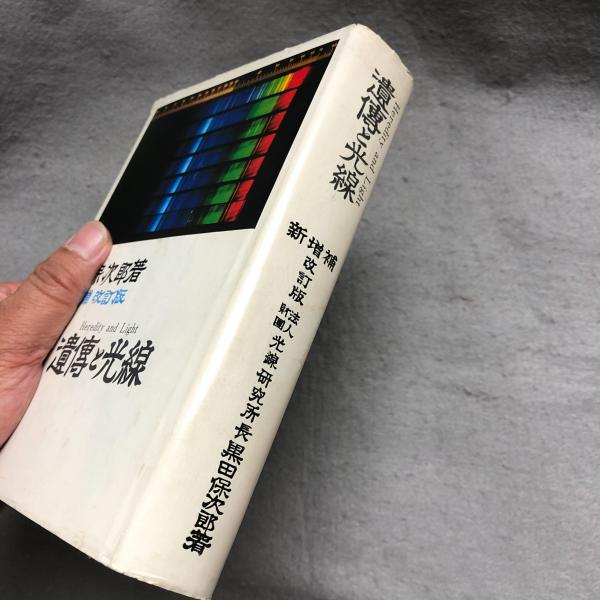 次郎著
改訂版
Heredity and Light
遺傳と光線
遺傳と光線
Heredity and Light
新増補
改訂版
財團法人
光線研究所長
黒田保次郎著